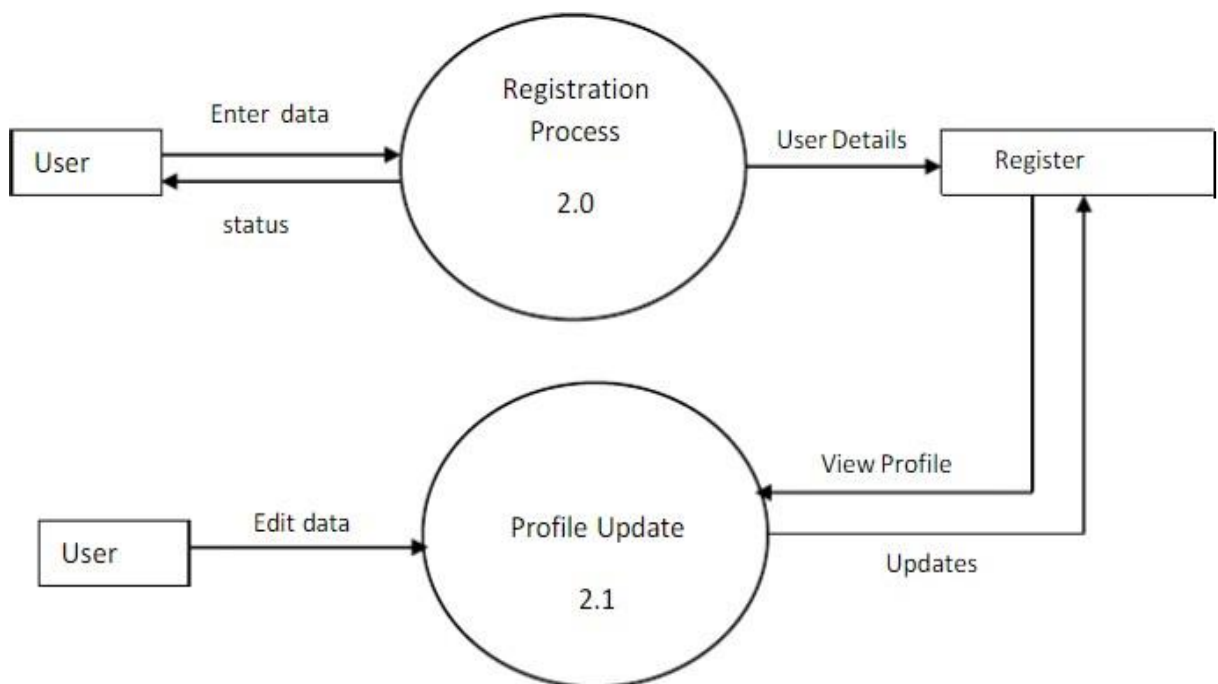 Registration
Process
2.0
Enter data
User
status
User Details
Register
View Profile
Edit data
User
Profile Update
2.1
Updates